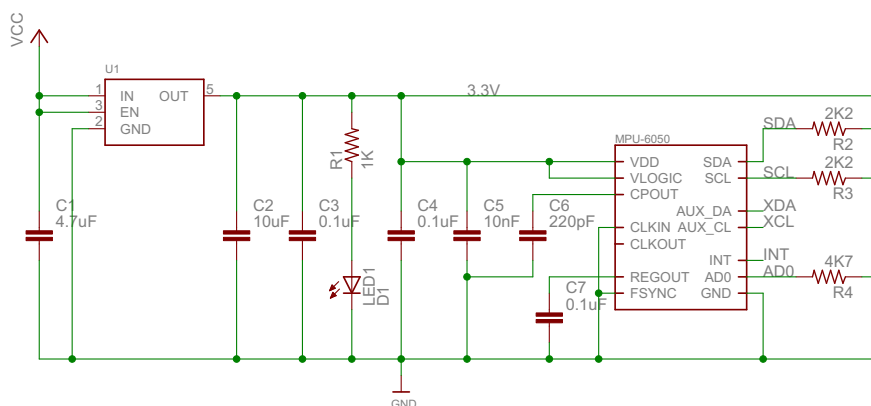 VCC
U1
1
3
2
IN
EN
GND
OUT
5
3.3V
C1
4.7uF
C2
10uF
C3
0.1uF
R1
1K
LED1
D1
C4
0.1uF
C5
10nF
C6
220pF
C7
0.1uF
MPU-6050
VDD
VLOGIC
CPOUT
CLKIN
CLKOUT
REGOUT
FSYNC
SDA
SCL
AUX_DA
AUX_CL
INT
AD0
GND
SDA
SCL
XDA
XCL
INT
AD0
2K2
R2
2K2
R3
4K7
R4
GND